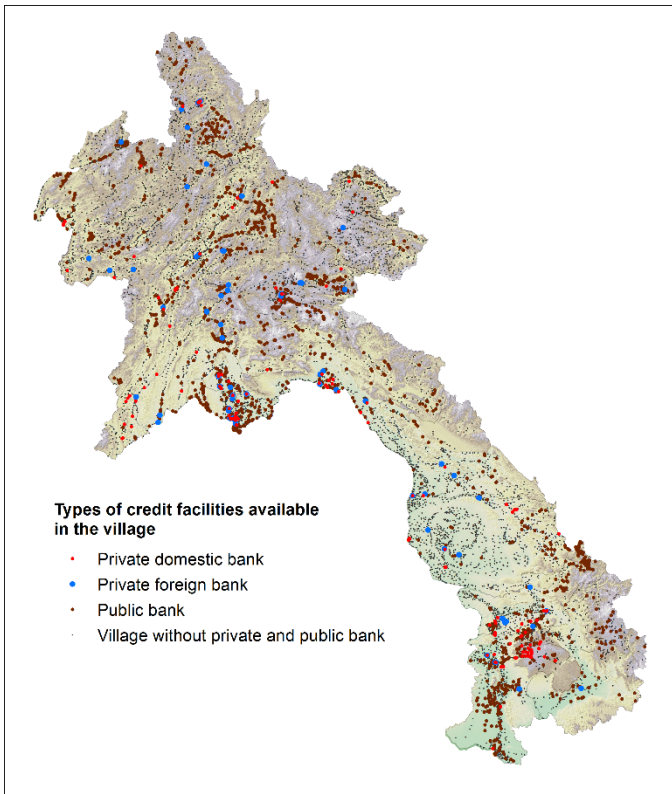 Types of credit facilities available
in the village
Private domestic bank
Private foreign bank
Public bank
Village without private and public bank